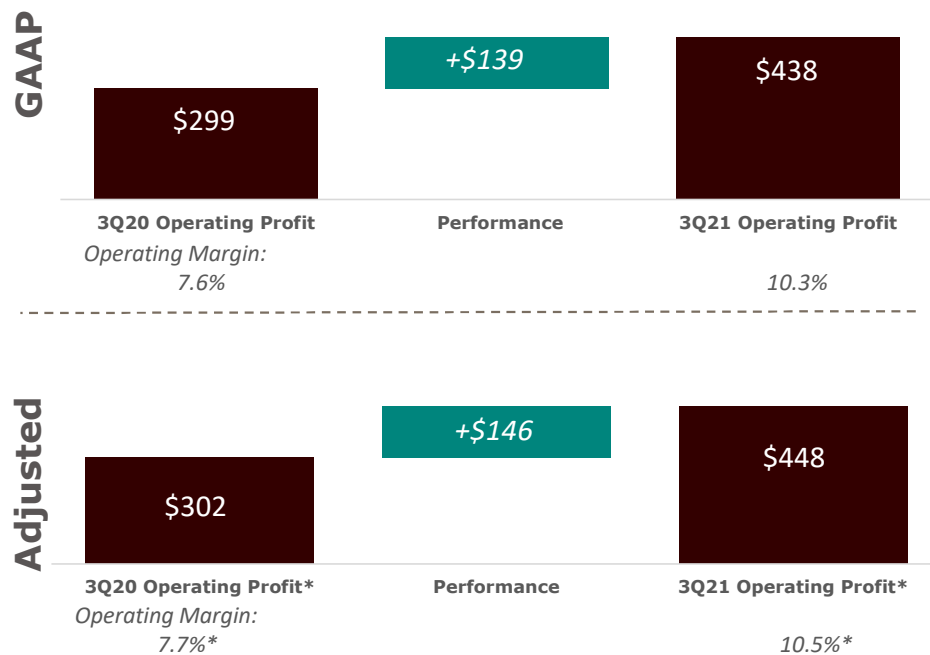 GAAP
$299
+$139
$438
3Q20 Operating Profit
Performance
3Q21 Operating Profit
Operating Margin:
7.6%
10.3%
Adjusted
$302
+$146
$448
3Q20 Operating Profit*
Performance
3Q21 Operating Profit*
Operating Margin:
7.7%*
10.5%*